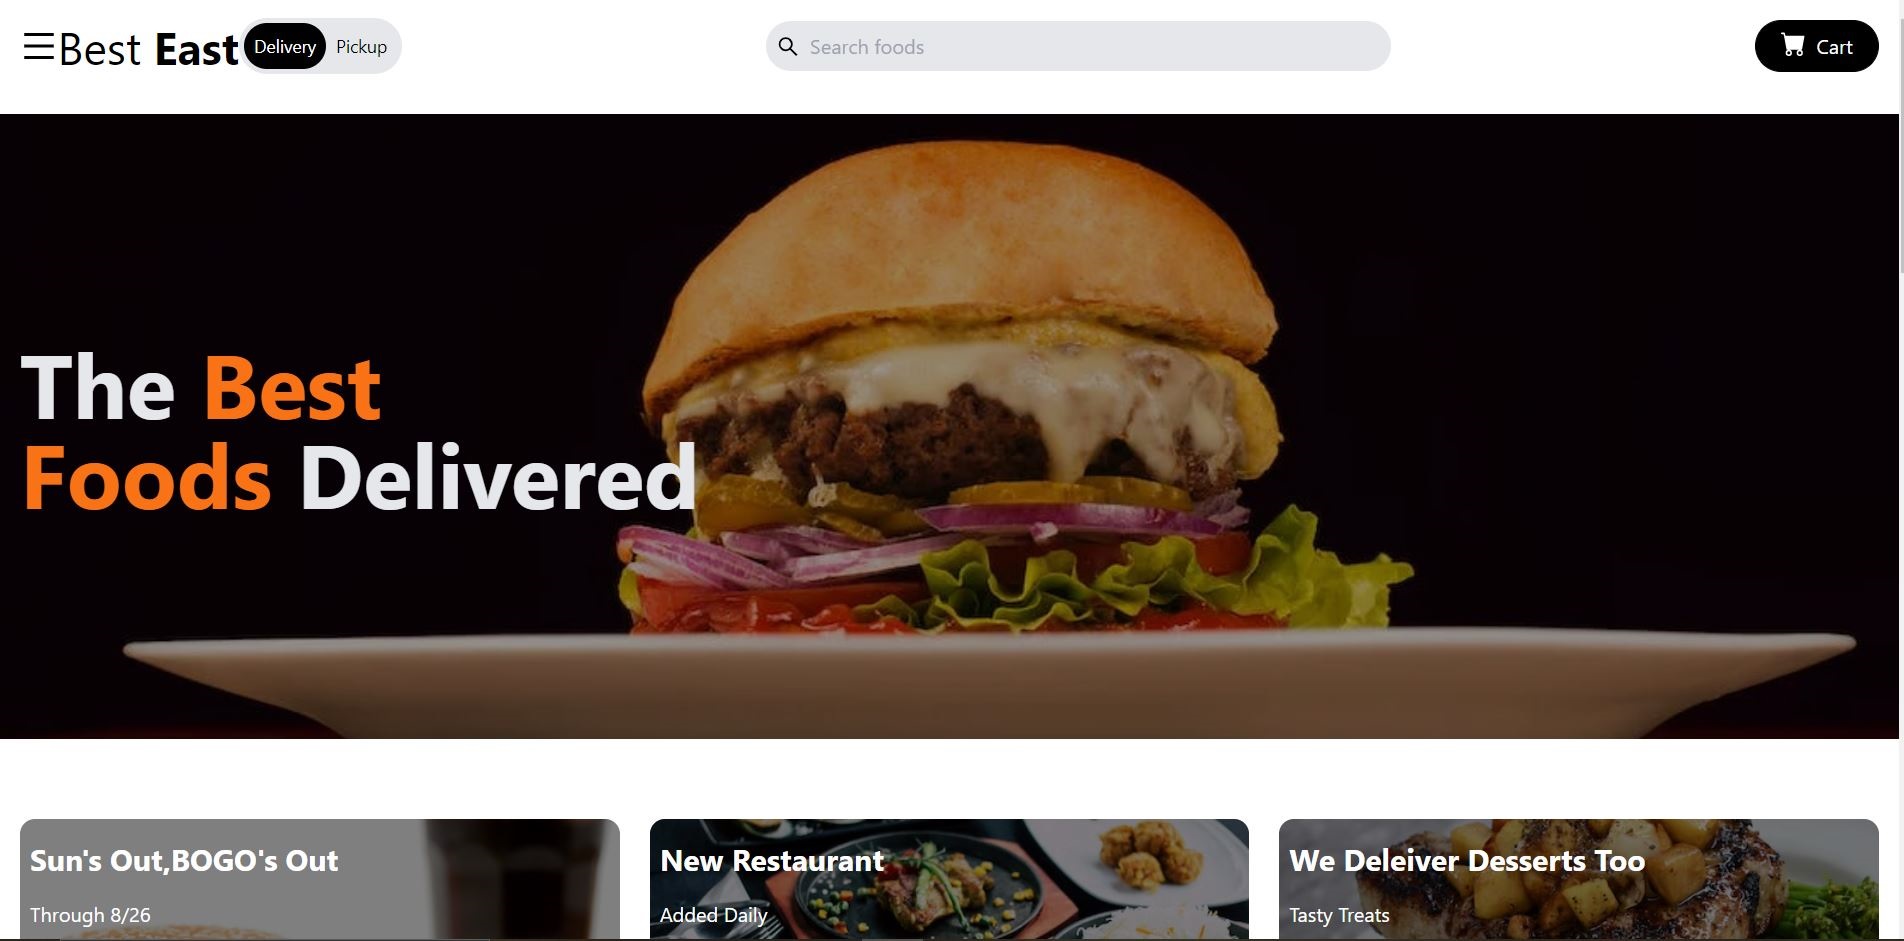 Best East Delivery Pickup Search foods Cart
The Best
Foods Delivered
Sun's Out,BOGO's Out
Through 8/26
New Restaurant
Added Daily
We Deleiver Desserts Too
Tasty Treats